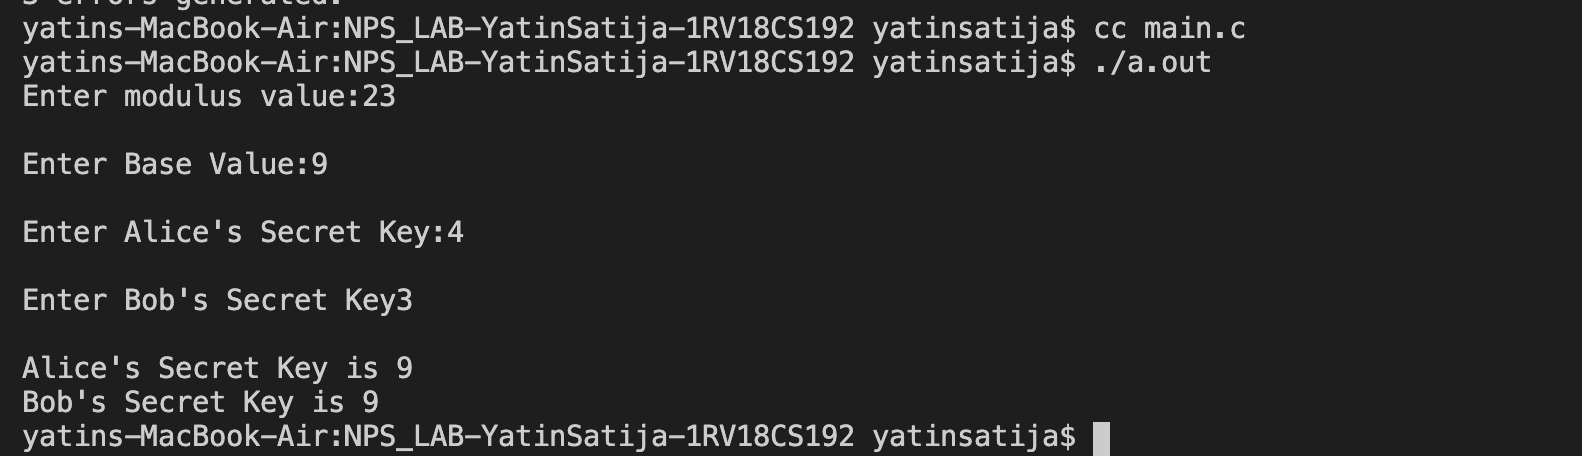 errors generated.
yatins-MacBook-Air:NPS_LAB-YatinSatija-1RV18CS192 yatinsatija$ cc main.c
yatins-MacBook-Air:NPS_LAB-YatinSatija-1RV18CS192 yatinsatija$ ./a.out
Enter modulus value:23
Enter Base Value:9
Enter Alice's Secret Key:4
Enter Bob's Secret Key3
Alice's Secret Key is 9
Bob's Secret Key is 9
yatins-MacBook-Air:NPS_LAB-YatinSatija-1RV18CS192 yatinsatija$